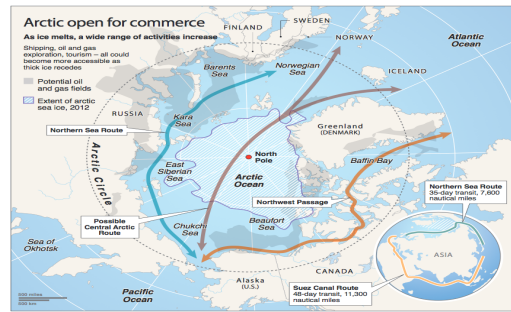 Arctic open for commerce
As ice melts, a wide range of activities increase
Shipping, oil and gas
exploration, tourism – all could
become more accessible as
thick ice recedes
Potential oil
and gas fields
Extent of arctic
sea ice, 2012
FINLAND
SWEDEN
NORWAY
Atlantic
Ocean
ICELAND
Barents
Sea
Norwegian
Sea
RUSSIA
Kara
Sea
Northern Sea Route
Greenland
(DENMARK)
North
Pole
Baffin Bay
East
Siberian
Sea
Arctic
Ocean
Arctic Circle
Northwest Passage
Northern Sea Route
35-day transit, 7,600
nautical miles
Possible
Central Arctic
Route
Chukchi
Sea
Beaufort
Sea
Sea of
Okhotsk
ASIA
CANADA
Alaska
(U.S.)
Suez Canal Route
48-day transit, 11,300
nautical miles
Pacific
Ocean